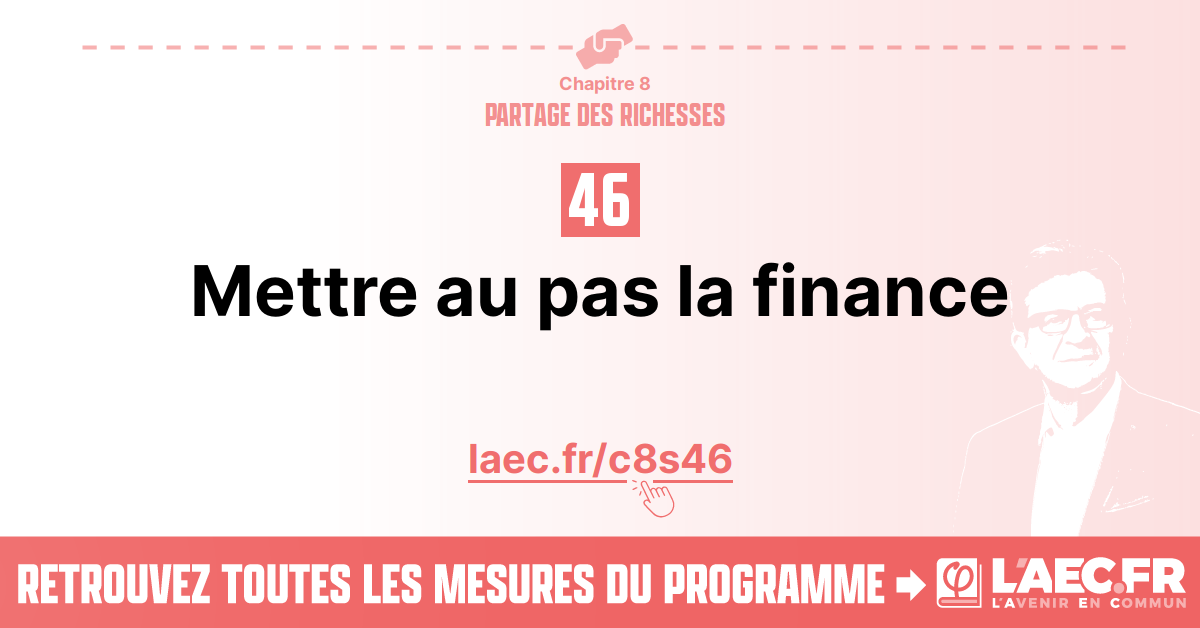 Chapitre 8
PARTAGE DES RICHESSES
46
Mettre au pas la finance
laec.fr/c8s46
RETROUVEZ TOUTES LES MESURES DU PROGRAMME
φ
L'AEC.FR
L'AVENIR EN COMMUN